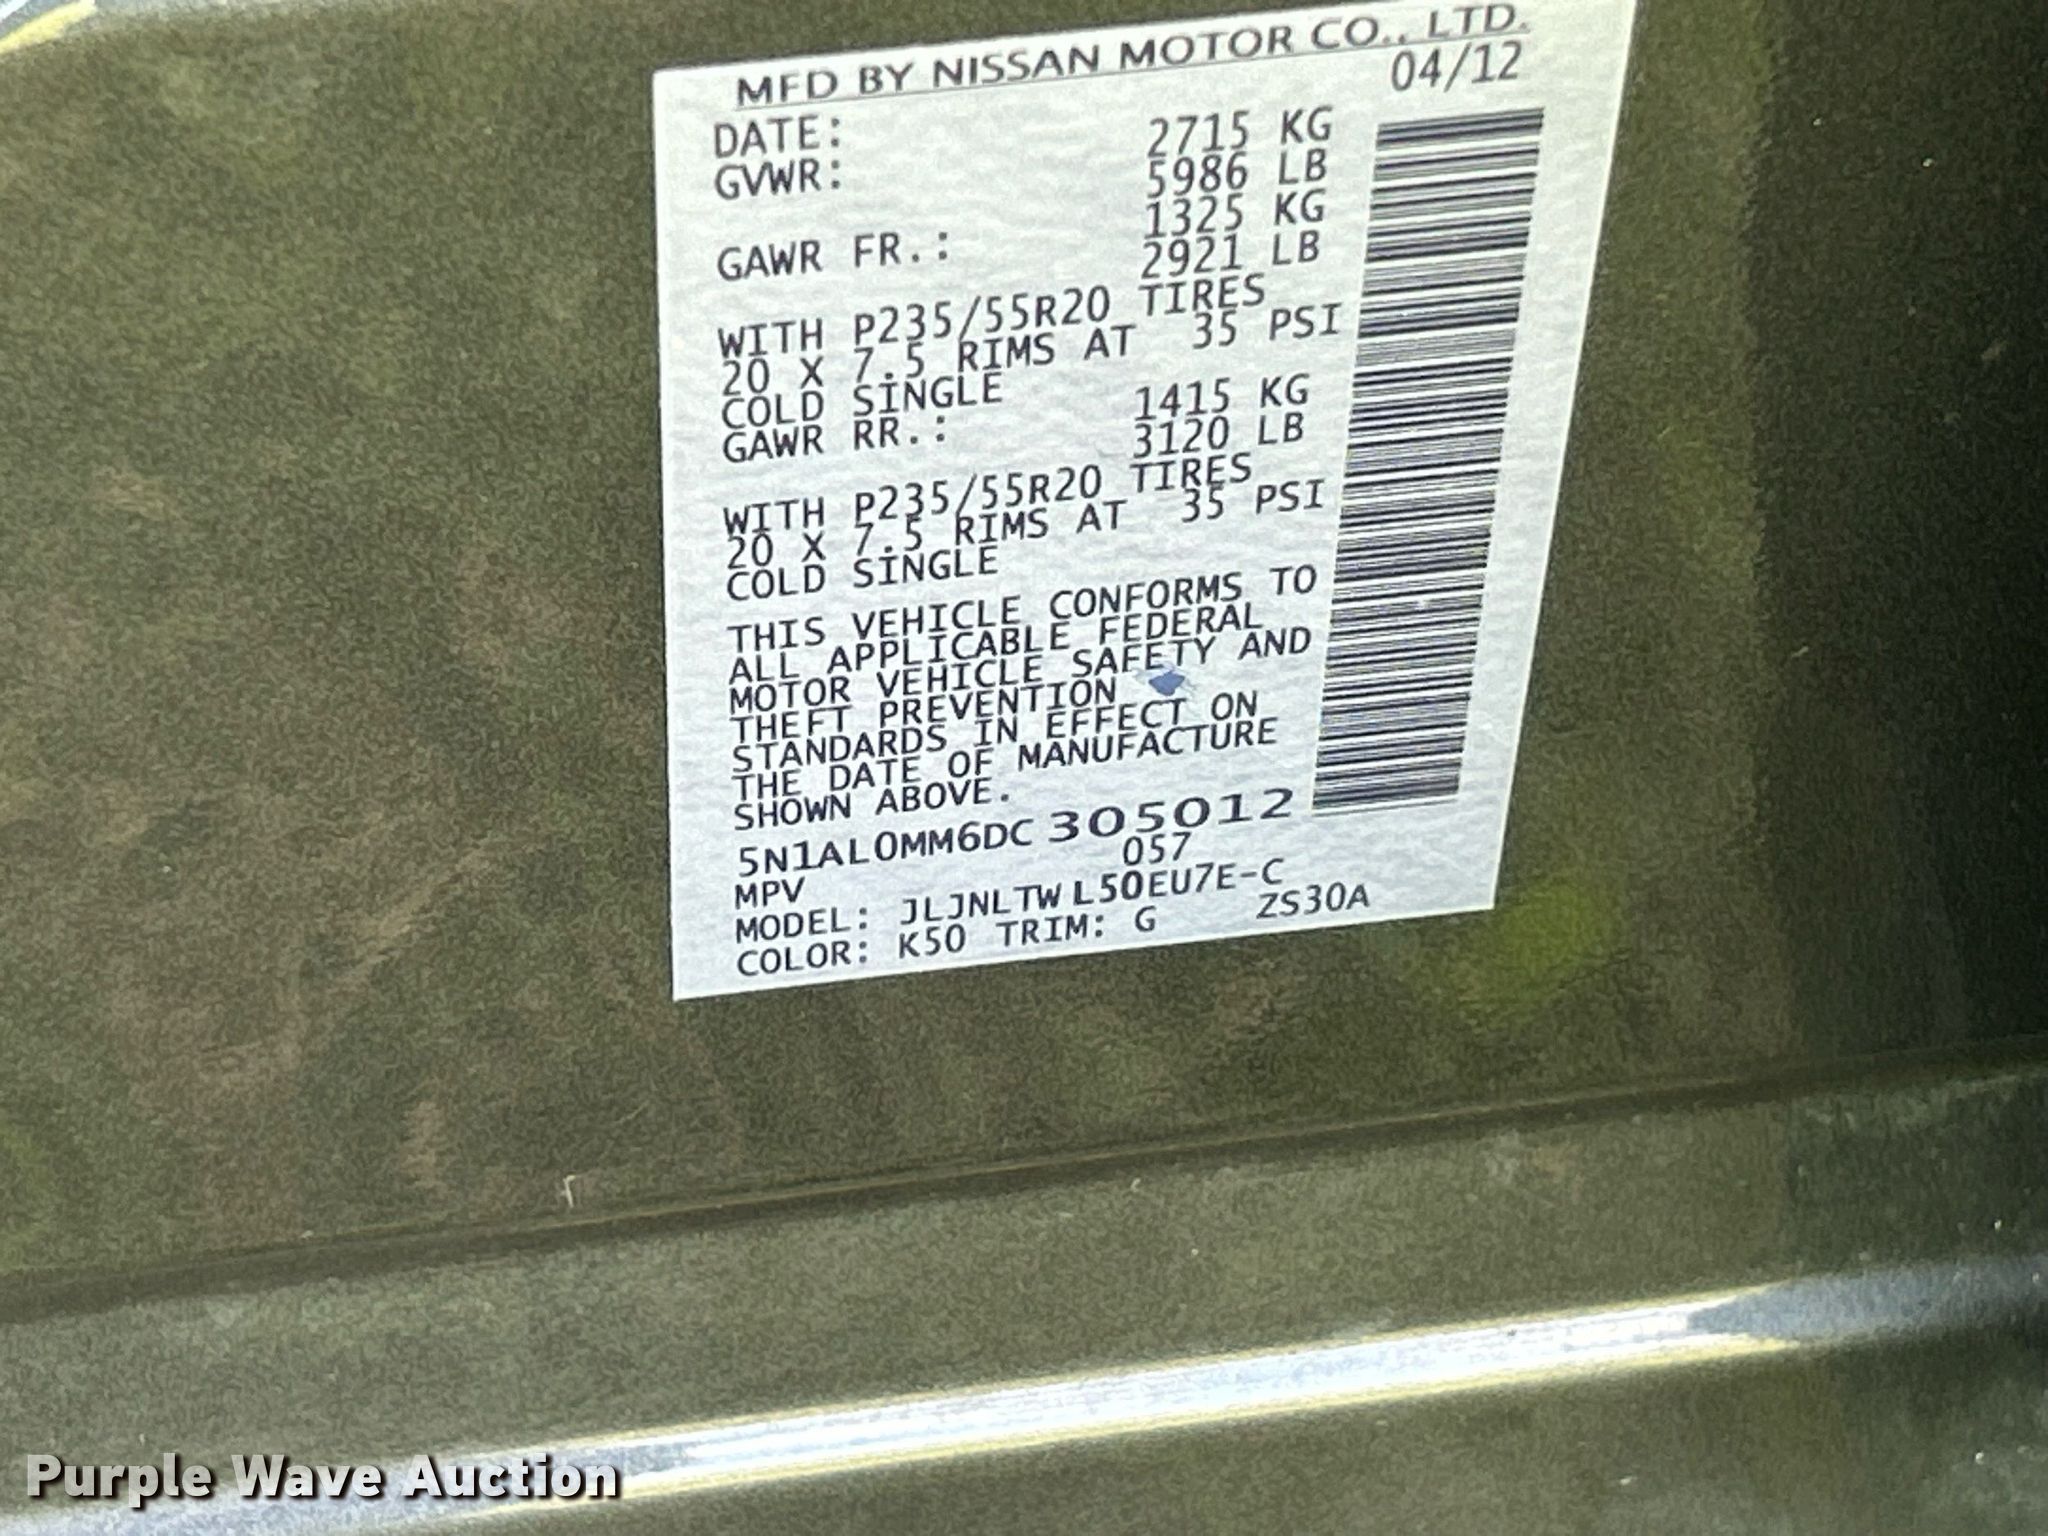 MFD BY NISSAN MOTOR CO., LTD.
DATE: 04/12
GVWR: 2715 KG
5986 LB
GAWR FR.: 1325 KG
2921 LB
WITH P235/55R20 TIRES
20 X 7.5 RIMS AT 35 PSI
COLD SINGLE
GAWR RR.: 1415 KG
3120 LB
WITH P235/55R20 TIRES
20 X 7.5 RIMS AT 35 PSI
COLD SINGLE
THIS VEHICLE CONFORMS TO
ALL APPLICABLE FEDERAL
MOTOR VEHICLE SAFETY AND
THEFT PREVENTION
STANDARDS IN EFFECT ON
THE DATE OF MANUFACTURE
SHOWN ABOVE.
5N1AL0MM6DC305012
MPV 057
MODEL: JLJNLTWL50EU7E-C
COLOR: K50 TRIM: G ZS30A
Purple Wave Auction